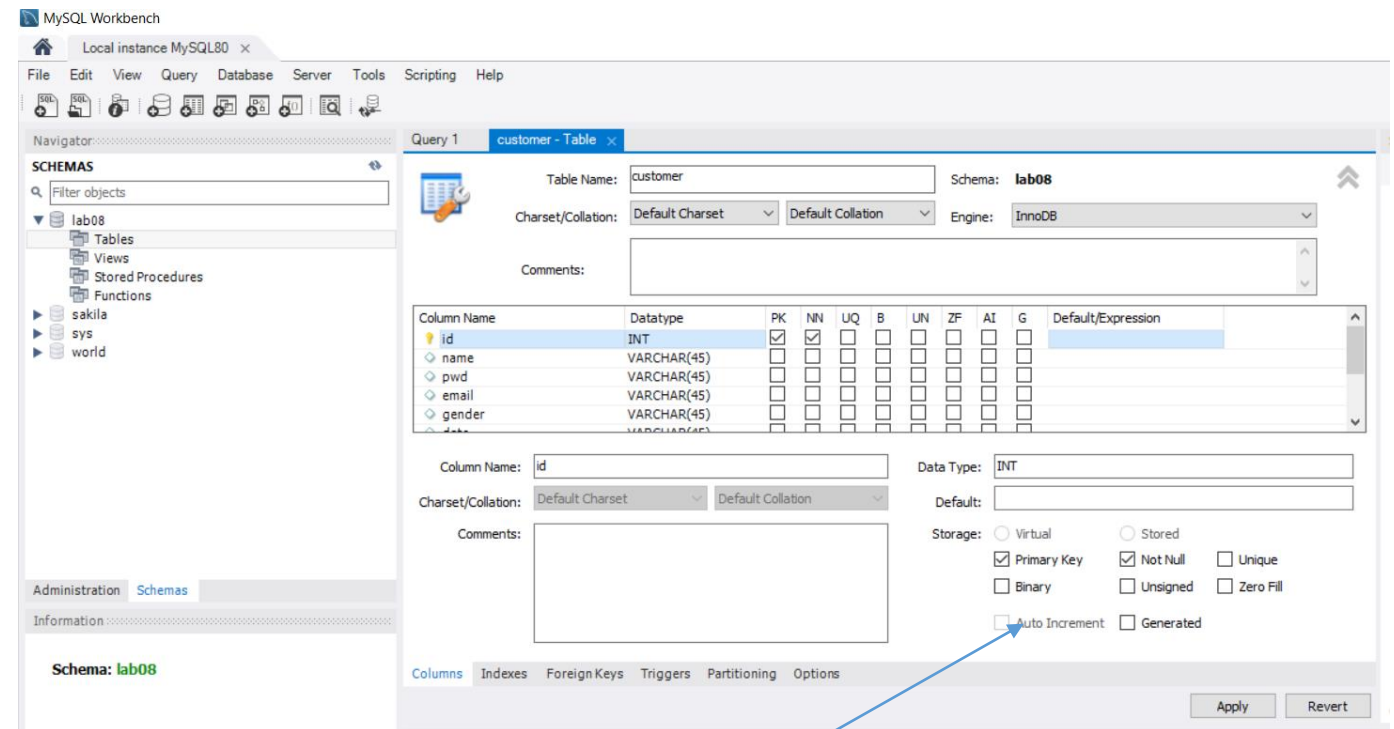 MySQL Workbench
Local instance MySQL80 ×
File Edit View Query Database Server Tools Scripting Help
Navigator
SCHEMAS
Filter objects
lab08
Tables
Views
Stored Procedures
Functions
sakila
sys
world
Administration Schemas
Information
Schema: lab08
Query 1 customer - Table ×
Table Name: customer Schema: lab08
Charset/Collation: Default Charset Default Collation Engine: InnoDB
Comments:
Column Name Datatype PK NN UQ B UN ZF AI G Default/Expression
id INT
name VARCHAR(45)
pwd VARCHAR(45)
email VARCHAR(45)
gender VARCHAR(45)
Column Name: id Data Type: INT
Charset/Collation: Default Charset Default Collation Default:
Comments: Storage: Virtual Stored
Primary Key Not Null Unique
Binary Unsigned Zero Fill
Auto Increment Generated
Columns Indexes Foreign Keys Triggers Partitioning Options
Apply Revert